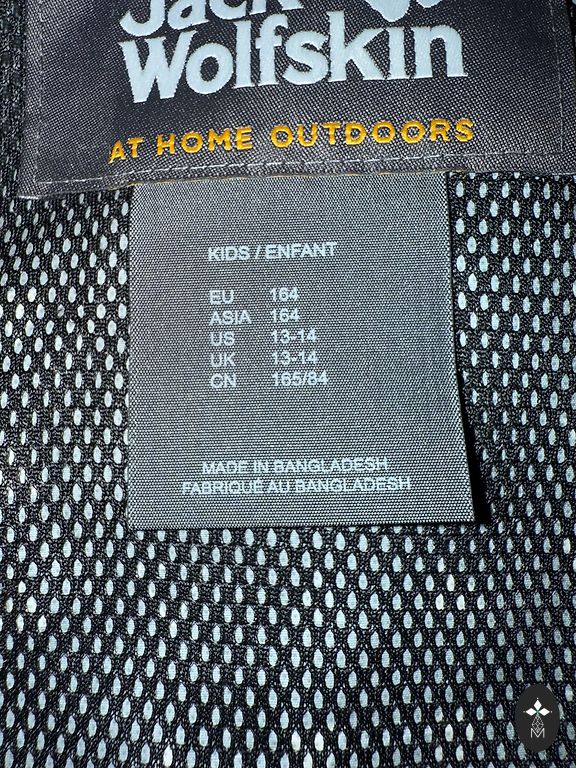 Jack
Wolfskin
AT HOME OUTDOORS
KIDS / ENFANT
EU 164
ASIA 164
US 13-14
UK 13-14
CN 165/84
MADE IN BANGLADESH
FABRIQUÉ AU BANGLADESH
M